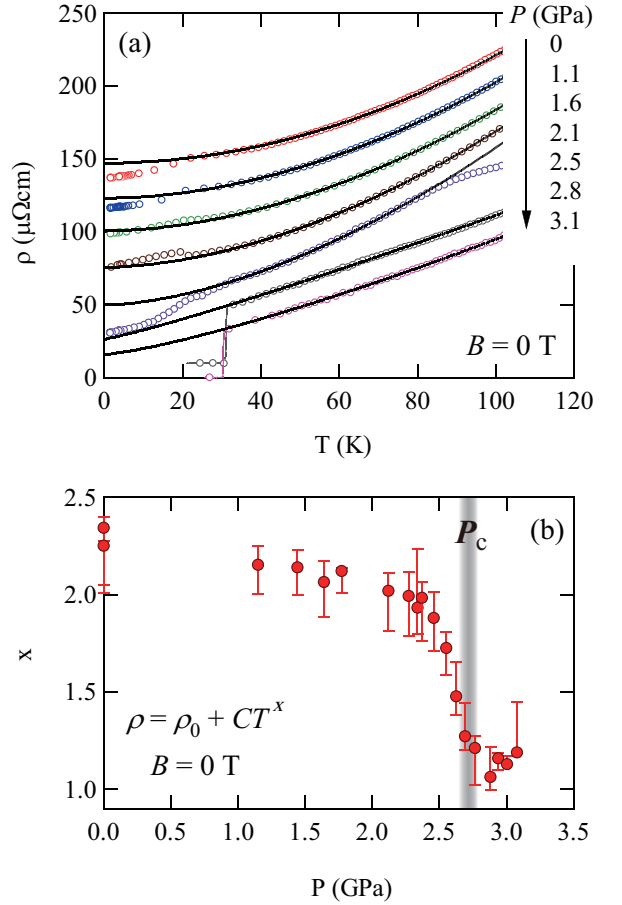 (a)
P (GPa)
0
1.1
1.6
2.1
2.5
2.8
3.1
250
200
150
100
50
0
ρ (μΩcm)
B = 0 T
0 20 40 60 80 100 120
T (K)
(b)
P_c
2.5
2.0
1.5
1.0
x
ρ = ρ₀ + CT^x
B = 0 T
0.0 0.5 1.0 1.5 2.0 2.5 3.0 3.5
P (GPa)